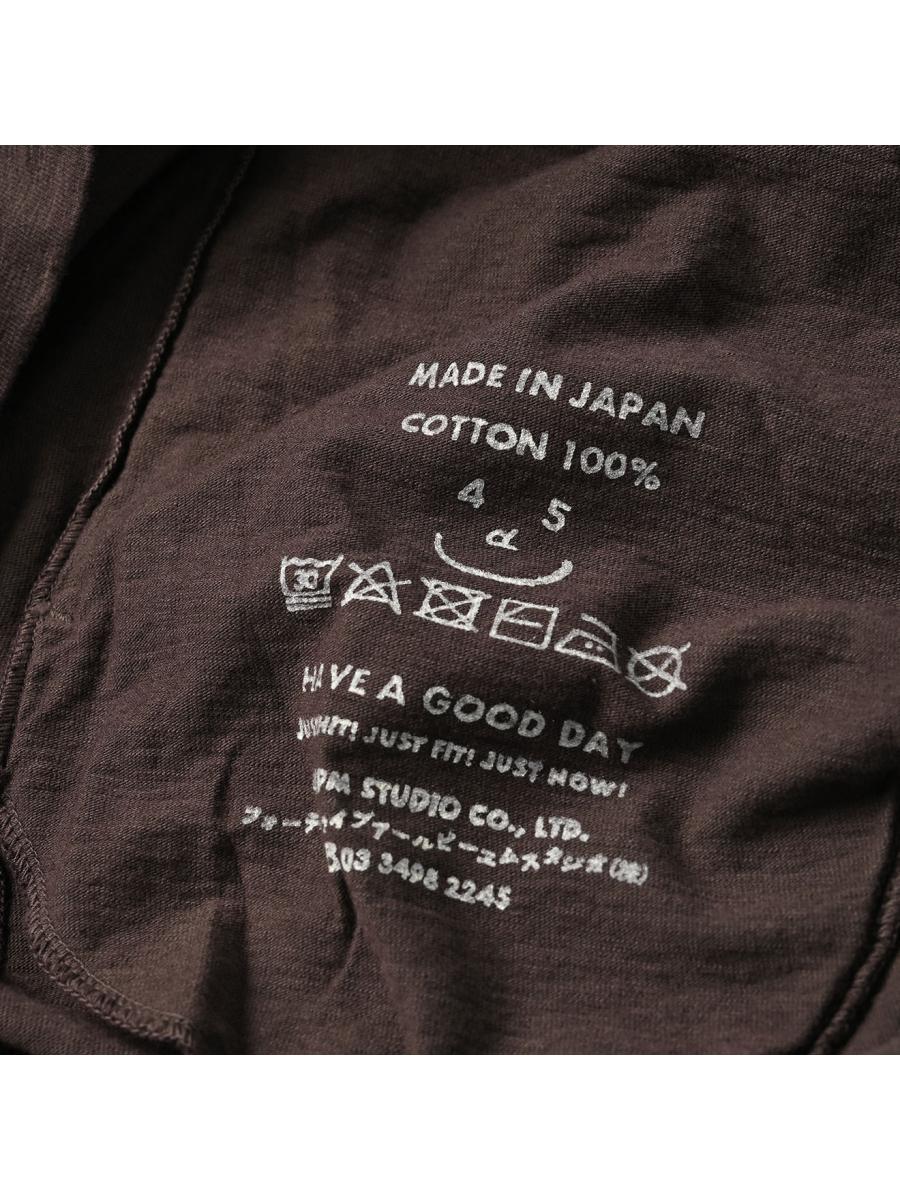 MADE IN JAPAN
COTTON 100%
4 5
R
30
HAVE A GOOD DAY
JUST FIT! JUST NOW!
STUDIO CO., LTD.
フォーティファイブアールピーエムスタジオ(株)
03 3498 2245